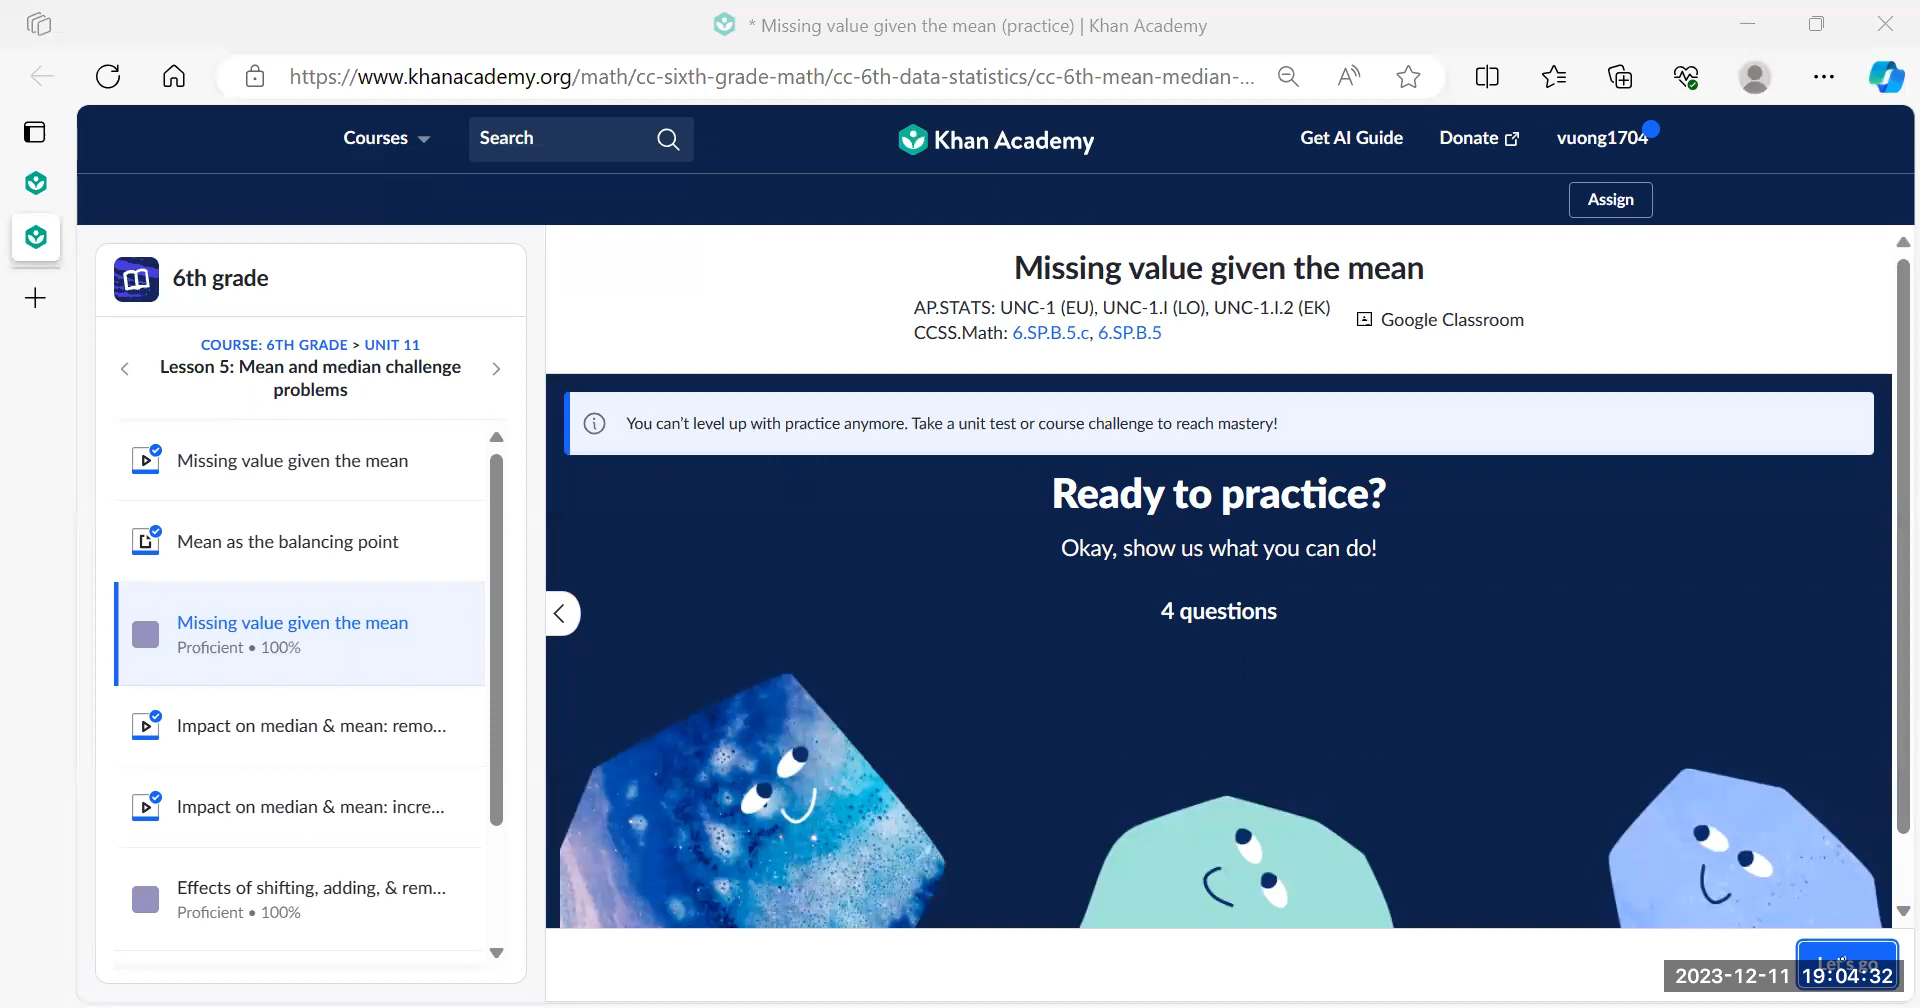 * Missing value given the mean (practice) | Khan Academy
https://www.khanacademy.org/math/cc-sixth-grade-math/cc-6th-data-statistics/cc-6th-mean-median-...
Courses
Search
Khan Academy
Get AI Guide
Donate
vuong1704
Assign
6th grade
COURSE: 6TH GRADE > UNIT 11
Lesson 5: Mean and median challenge
problems
Missing value given the mean
Mean as the balancing point
Missing value given the mean
Proficient • 100%
Impact on median & mean: remo...
Impact on median & mean: incre...
Effects of shifting, adding, & rem...
Proficient • 100%
Missing value given the mean
AP.STATS: UNC‑1 (EU), UNC‑1.I (LO), UNC‑1.I.2 (EK)
CCSS.Math: 6.SP.B.5.c, 6.SP.B.5
Google Classroom
You can't level up with practice anymore. Take a unit test or course challenge to reach mastery!
Ready to practice?
Okay, show us what you can do!
4 questions
Let's go
2023-12-11 19:04:32